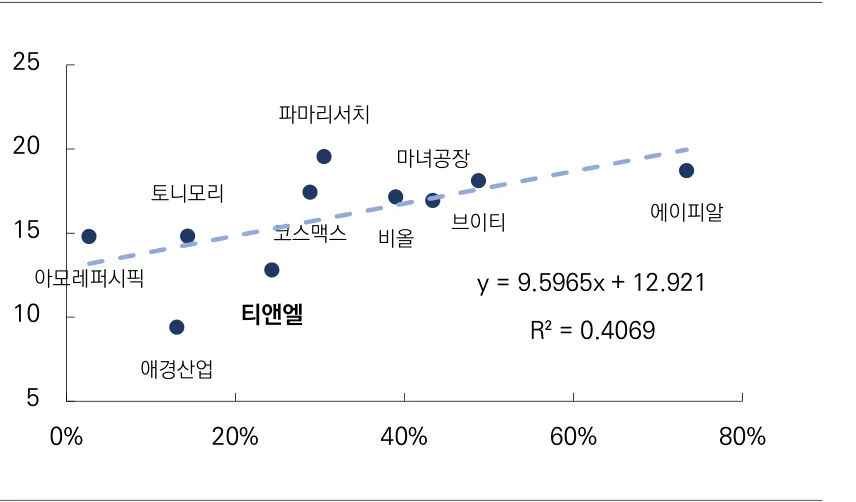 25
파마리서치
20
마녀공장
토니모리
에이피알
브이티
15
코스맥스
비올
아모레퍼시픽
y = 9.5965x + 12.921
10
티앤엘
R² = 0.4069
애경산업
5
0% 20% 40% 60% 80%